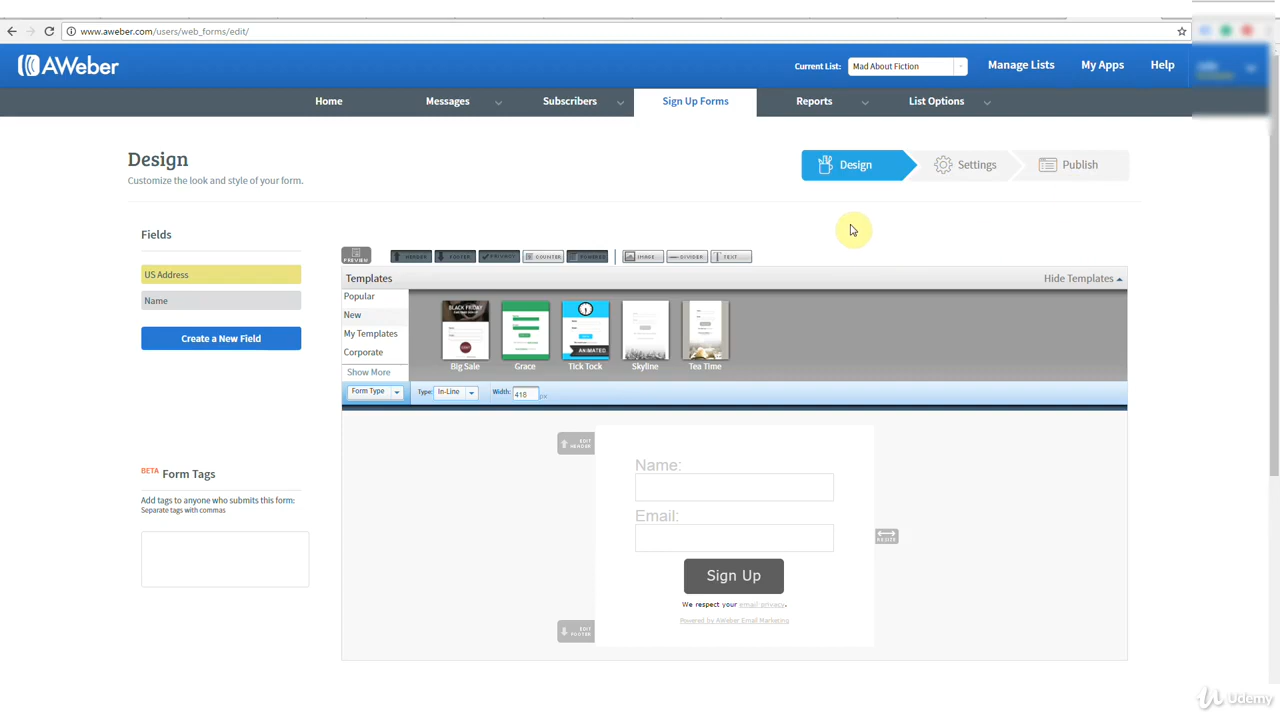 www.aweber.com/users/web_forms/edit/
AWeber
Current List: Mad About Fiction
Manage Lists
My Apps
Help
Home
Messages
Subscribers
Sign Up Forms
Reports
List Options
Design
Customize the look and style of your form.
Design
Settings
Publish
Fields
US Address
Name
Create a New Field
BETA Form Tags
Add tags to anyone who submits this form:
Separate tags with commas
PREVIEW
HEADER
FOOTER
PRIVACY
COUNTER
POWERED
IMAGE
DIVIDER
TEXT
Templates
Hide Templates
Popular
New
My Templates
Corporate
Show More
BLACK FRIDAY
ANIMATED
Big Sale
Grace
Tick Tock
Skyline
Tea Time
Form Type
Type: In-Line
Width: 418 px
EDIT
HEADER
Name:
Email:
RESIZE
Sign Up
We respect your email privacy.
Powered by AWeber Email Marketing
EDIT
FOOTER
Udemy